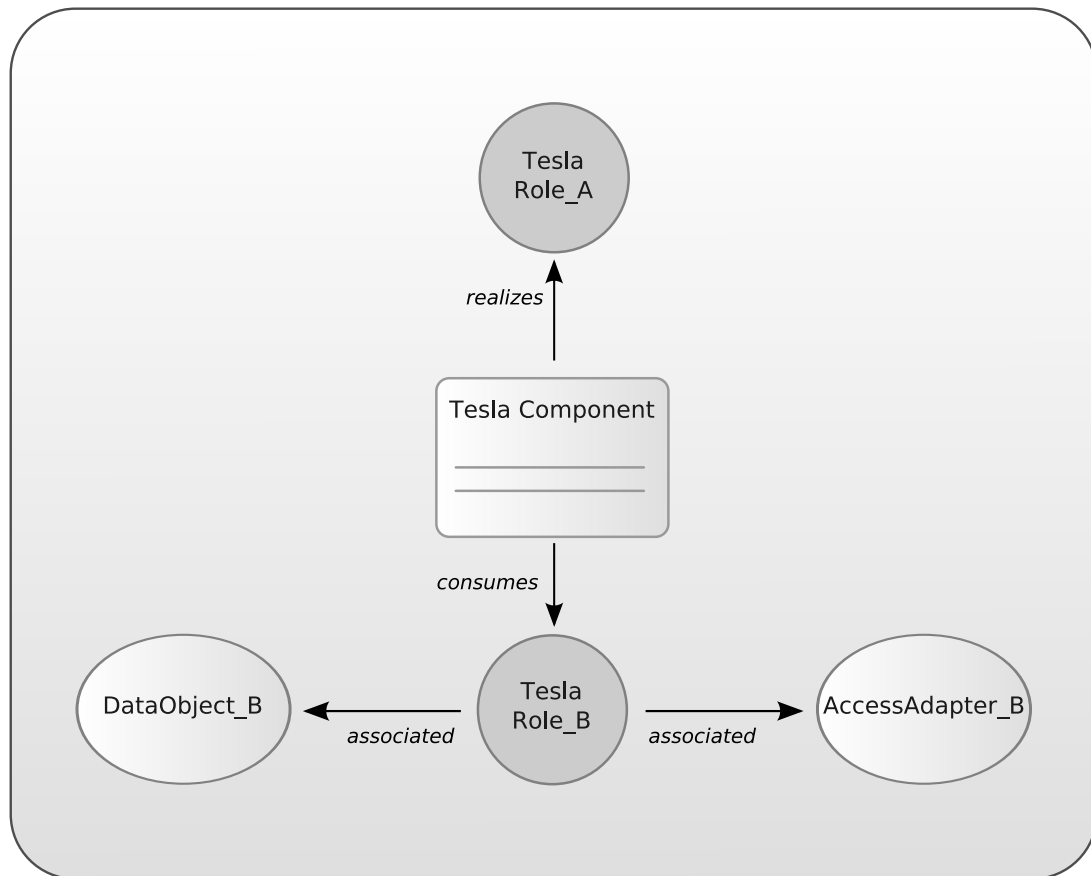 Tesla
Role_A
realizes
Tesla Component
consumes
DataObject_B
associated
Tesla
Role_B
associated
AccessAdapter_B